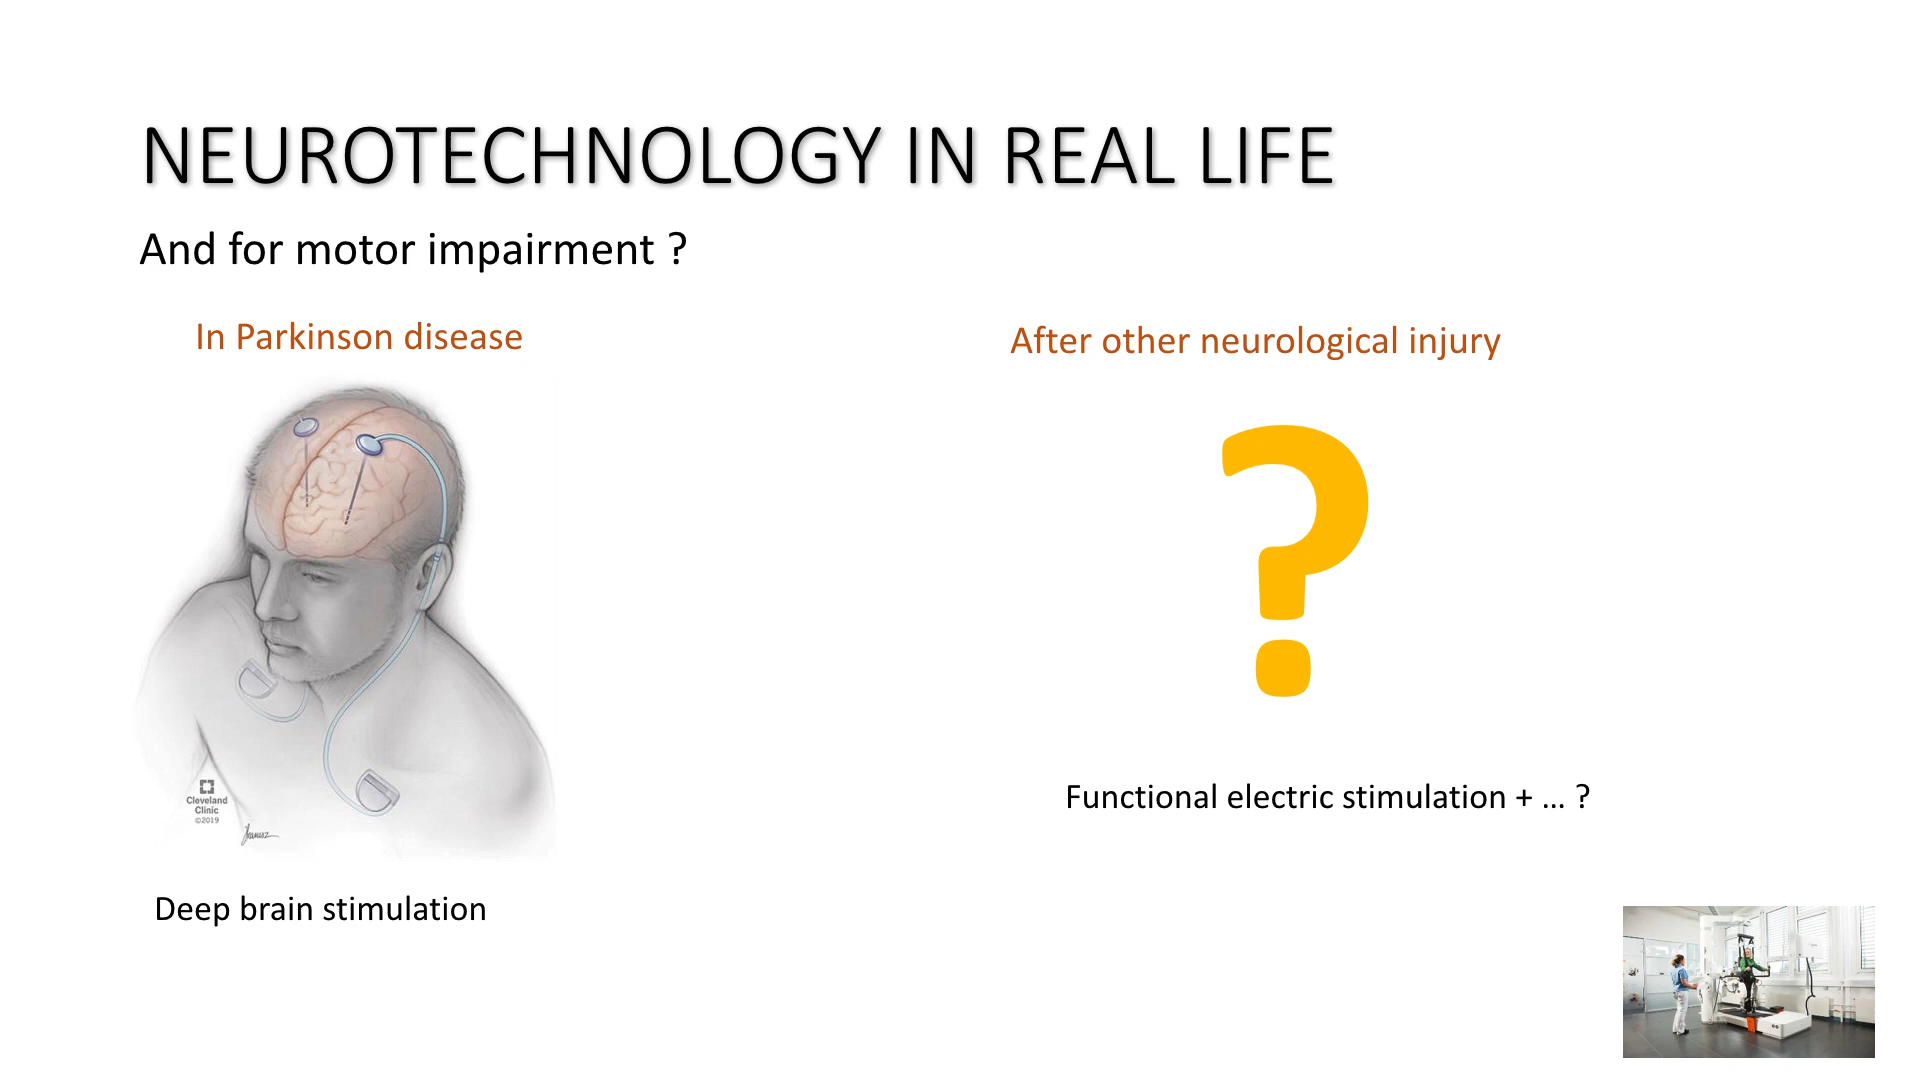 NEUROTECHNOLOGY IN REAL LIFE
And for motor impairment ?
In Parkinson disease
After other neurological injury
Cleveland
Clinic
©2019
Functional electric stimulation + ... ?
Deep brain stimulation